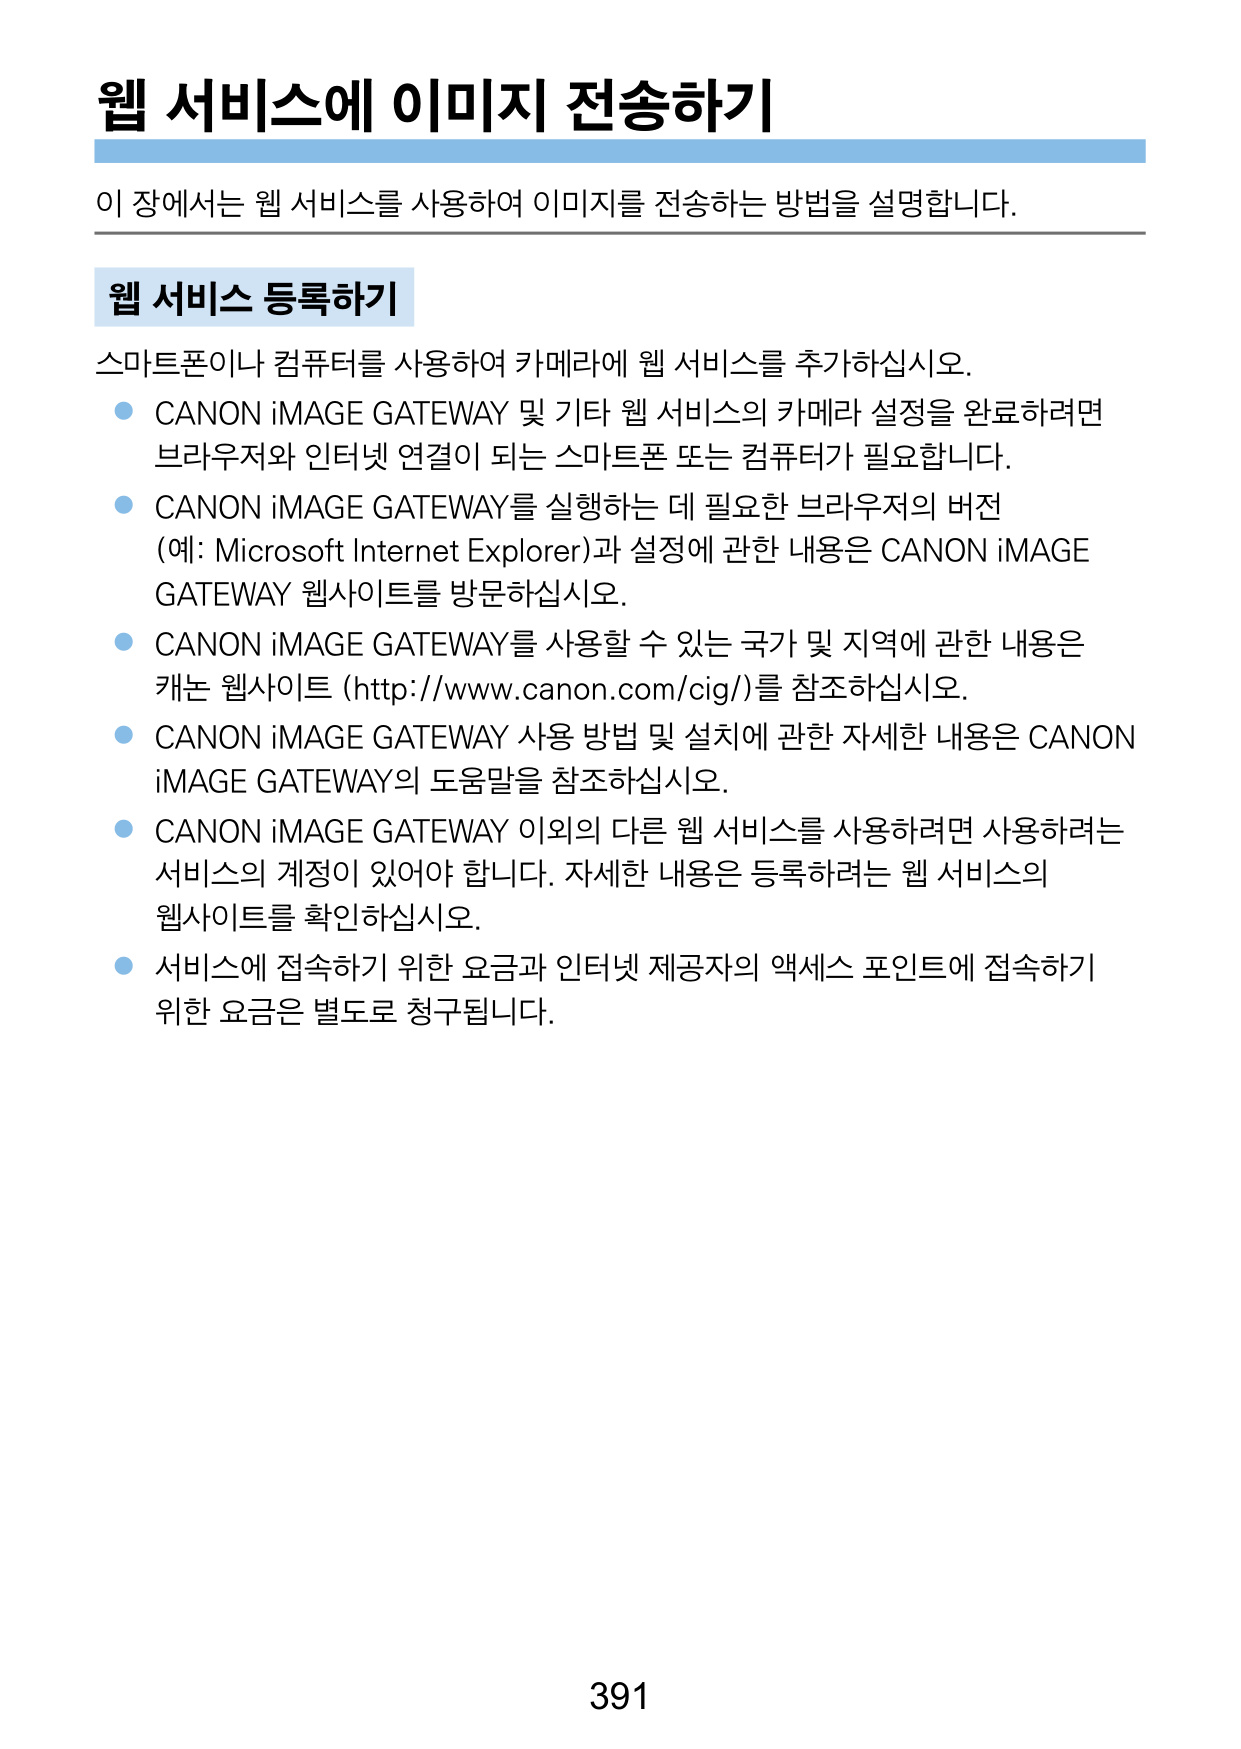 웹 서비스에 이미지 전송하기
이 장에서는 웹 서비스를 사용하여 이미지를 전송하는 방법을 설명합니다.
웹 서비스 등록하기
스마트폰이나 컴퓨터를 사용하여 카메라에 웹 서비스를 추가하십시오.
● CANON iMAGE GATEWAY 및 기타 웹 서비스의 카메라 설정을 완료하려면
브라우저와 인터넷 연결이 되는 스마트폰 또는 컴퓨터가 필요합니다.
● CANON iMAGE GATEWAY를 실행하는 데 필요한 브라우저의 버전
(예: Microsoft Internet Explorer)과 설정에 관한 내용은 CANON iMAGE
GATEWAY 웹사이트를 방문하십시오.
● CANON iMAGE GATEWAY를 사용할 수 있는 국가 및 지역에 관한 내용은
캐논 웹사이트 (http://www.canon.com/cig/)를 참조하십시오.
● CANON iMAGE GATEWAY 사용 방법 및 설치에 관한 자세한 내용은 CANON
iMAGE GATEWAY의 도움말을 참조하십시오.
● CANON iMAGE GATEWAY 이외의 다른 웹 서비스를 사용하려면 사용하려는
서비스의 계정이 있어야 합니다. 자세한 내용은 등록하려는 웹 서비스의
웹사이트를 확인하십시오.
● 서비스에 접속하기 위한 요금과 인터넷 제공자의 액세스 포인트에 접속하기
위한 요금은 별도로 청구됩니다.
391